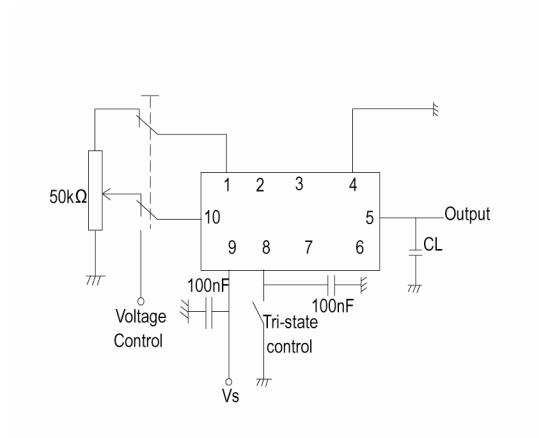 1 2 3 4
50kΩ
10 5 Output
9 8 7 6
CL
100nF
100nF
Voltage
Control
Tri-state
control
Vs